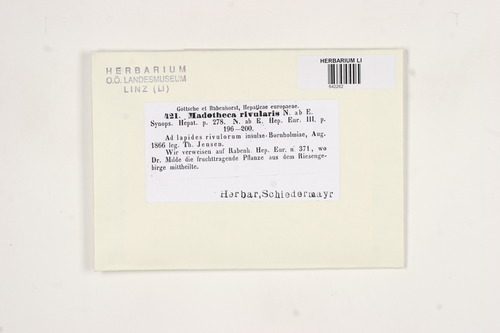 HERBARIUM
O.Ö. LANDESMUSEUM
LINZ (LI)
HERBARIUM LI
642262
Gottsche et Rabenhorst, Hepaticae europaeae.
421. Madotheca rivularis N. ab E.
Synops. Hepat. p. 278. N. ab E. Hep. Eur. III. p.
196—200.
Ad lapides rivulorum insulae Bornholmiae, Aug.
1866 leg. Th. Jensen.
Wir verweisen auf Rabenh. Hep. Eur. n 371, wo
Dr. Milde die fruchttragende Pflanze aus dem Riesenge-
birge mittheilte.
Herbar, Schiedermayr